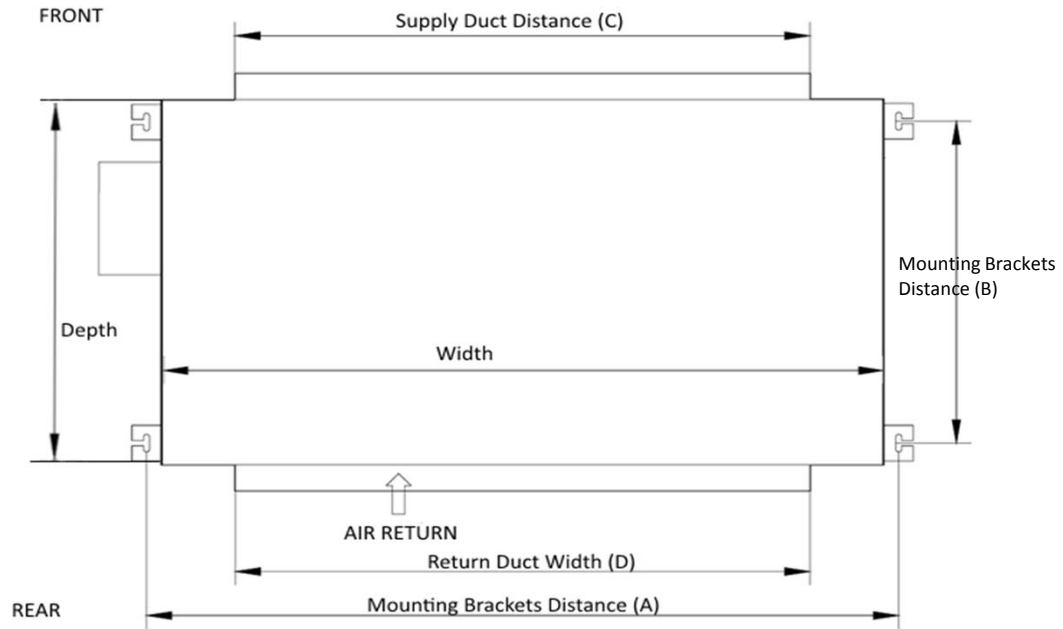 FRONT
Supply Duct Distance (C)
Mounting Brackets
Distance (B)
Depth
Width
AIR RETURN
Return Duct Width (D)
Mounting Brackets Distance (A)
REAR